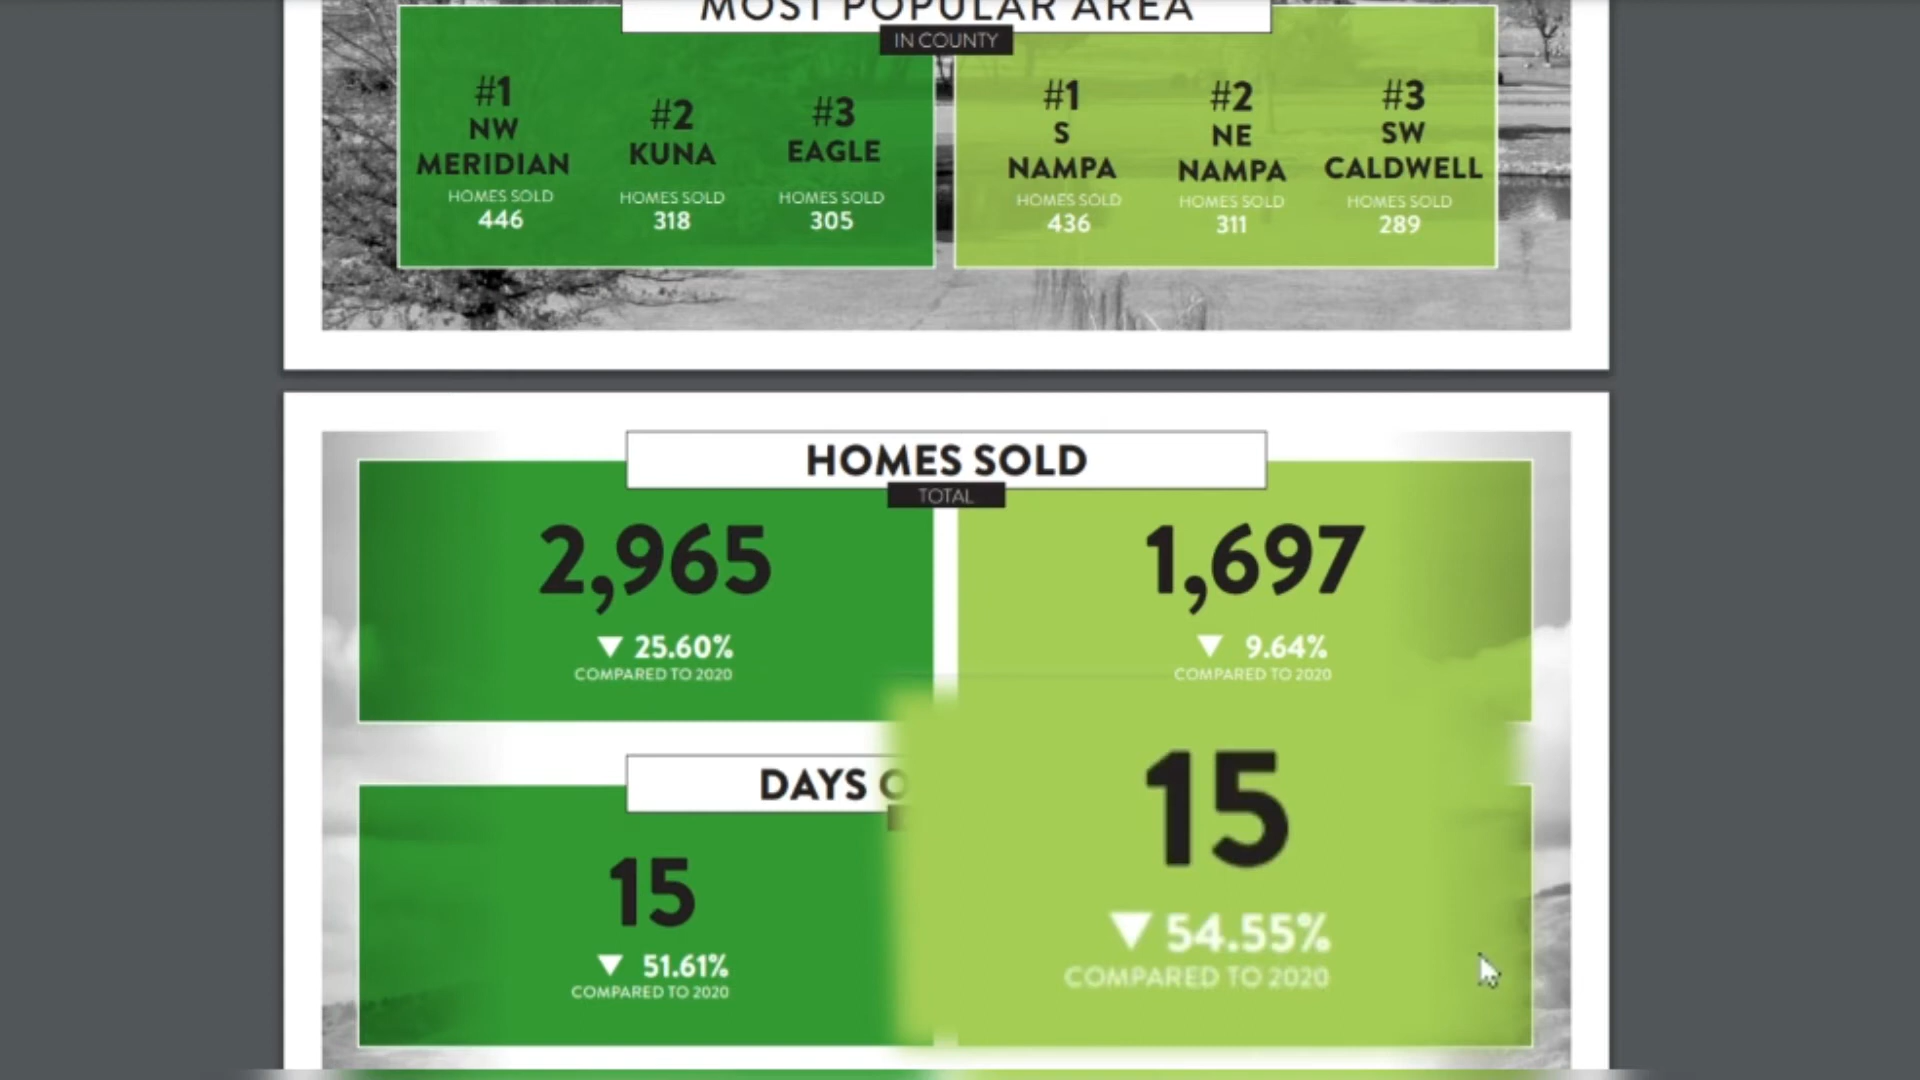 MOST POPULAR AREA
IN COUNTY
#1
NW
MERIDIAN
HOMES SOLD
446
#2
KUNA
HOMES SOLD
318
#3
EAGLE
HOMES SOLD
305
#1
S
NAMPA
HOMES SOLD
436
#2
NE
NAMPA
HOMES SOLD
311
#3
SW
CALDWELL
HOMES SOLD
289
HOMES SOLD
TOTAL
2,965
▼ 25.60%
COMPARED TO 2020
1,697
▼ 9.64%
COMPARED TO 2020
DAYS
15
▼ 51.61%
COMPARED TO 2020
15
▼ 54.55%
COMPARED TO 2020